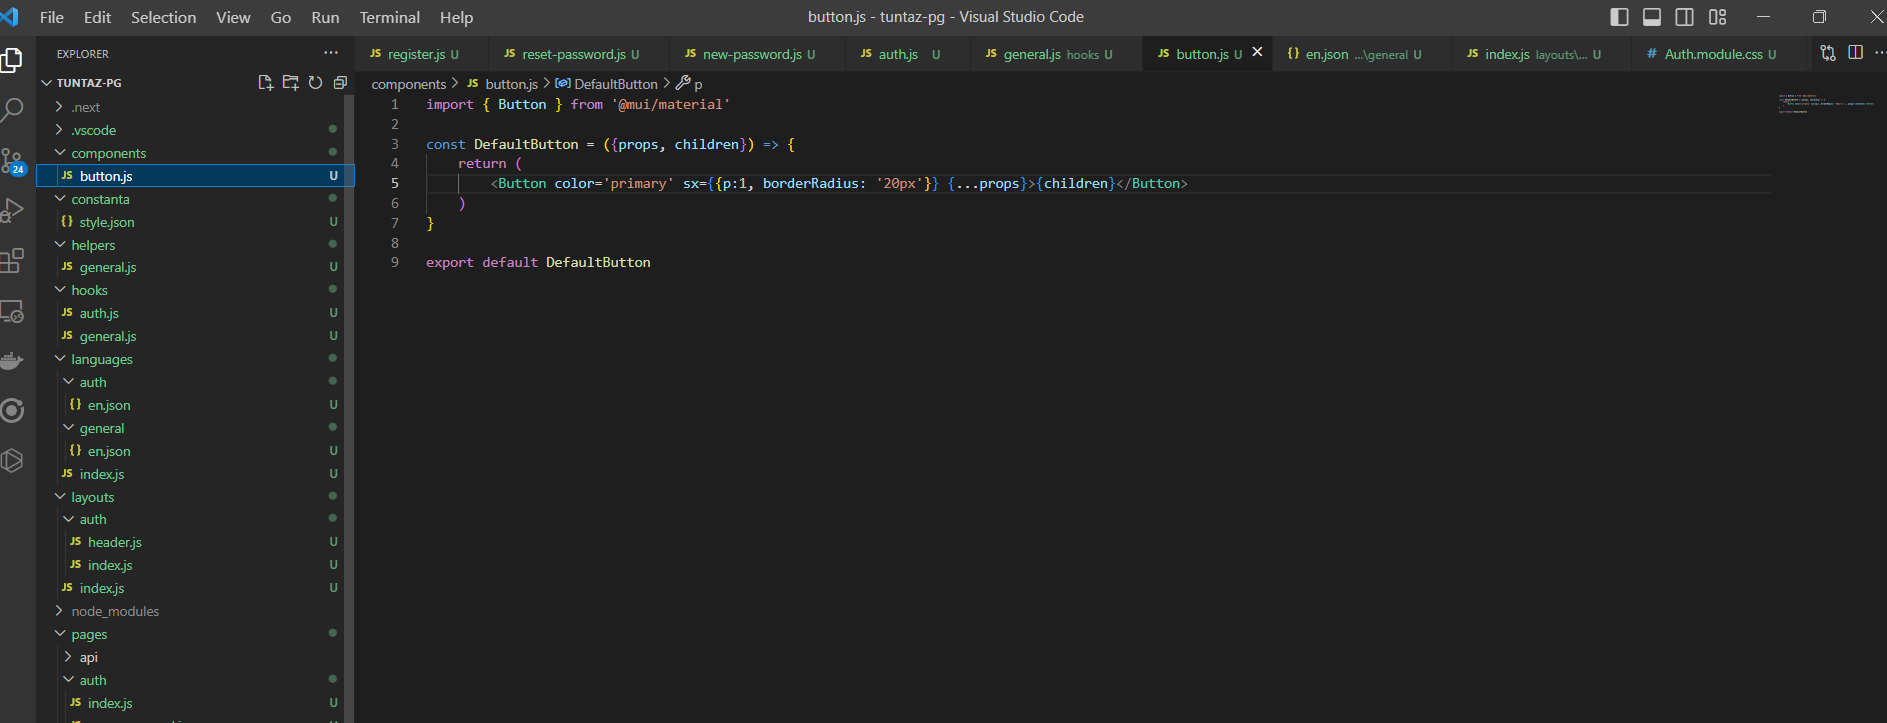 File Edit Selection View Go Run Terminal Help button.js - tuntaz-pg - Visual Studio Code
EXPLORER ···
JS register.js U JS reset-password.js U JS new-password.js U JS auth.js U JS general.js hooks U JS button.js U {} en.json ...\general U JS index.js layouts\... U # Auth.module.css U
TUNTAZ-PG
components > JS button.js > DefaultButton > p
.next
.vscode
components
JS button.js U
constanta
{} style.json U
helpers
JS general.js U
hooks
JS auth.js U
JS general.js U
languages
auth
{} en.json U
general
{} en.json U
JS index.js U
layouts
auth
JS header.js U
JS index.js U
JS index.js U
node_modules
pages
api
auth
JS index.js U
24
1 import { Button } from '@mui/material'
2
3 const DefaultButton = ({props, children}) => {
4 return (
5 <Button color='primary' sx={{p:1, borderRadius: '20px'}} {...props}>{children}</Button>
6 )
7 }
8
9 export default DefaultButton